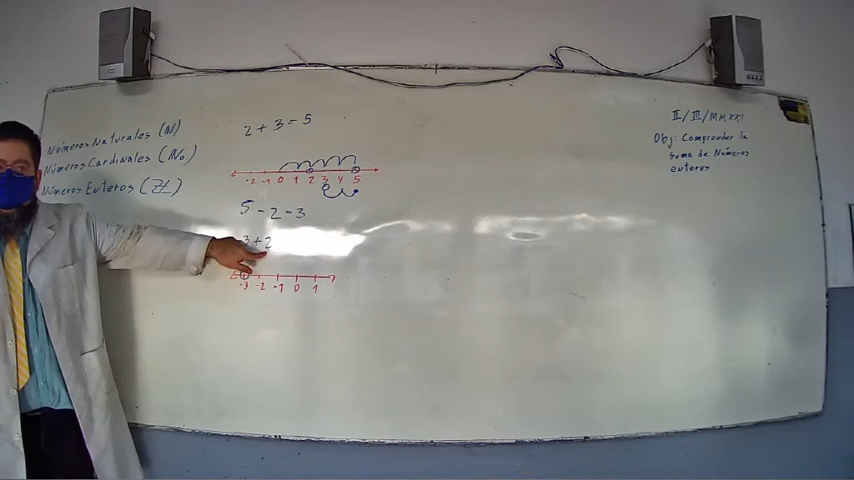 Números Naturales (N)
Números Cardinales (No)
Números Enteros (Z)
2 + 3 = 5
-2 -1 0 1 2 3 4 5
5 - 2 = 3
3 + 2
-3 -2 -1 0 1
II/III/MMXXI
Obj: Comprender la
suma de Números
enteros